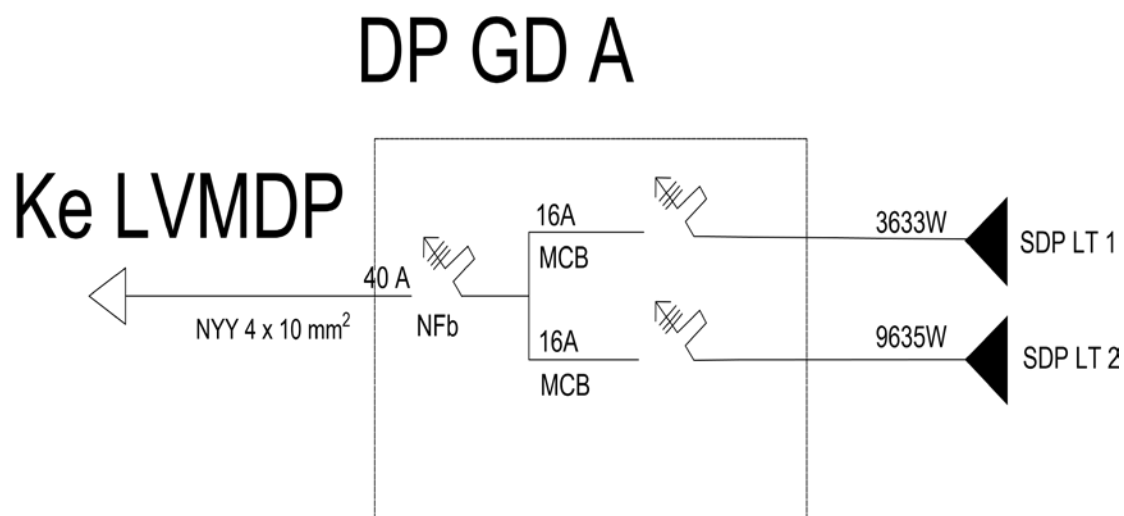 DP GD A
Ke LVMDP
40 A
NYY 4 x 10 mm²
NFb
16A
MCB
3633W
SDP LT 1
16A
MCB
9635W
SDP LT 2